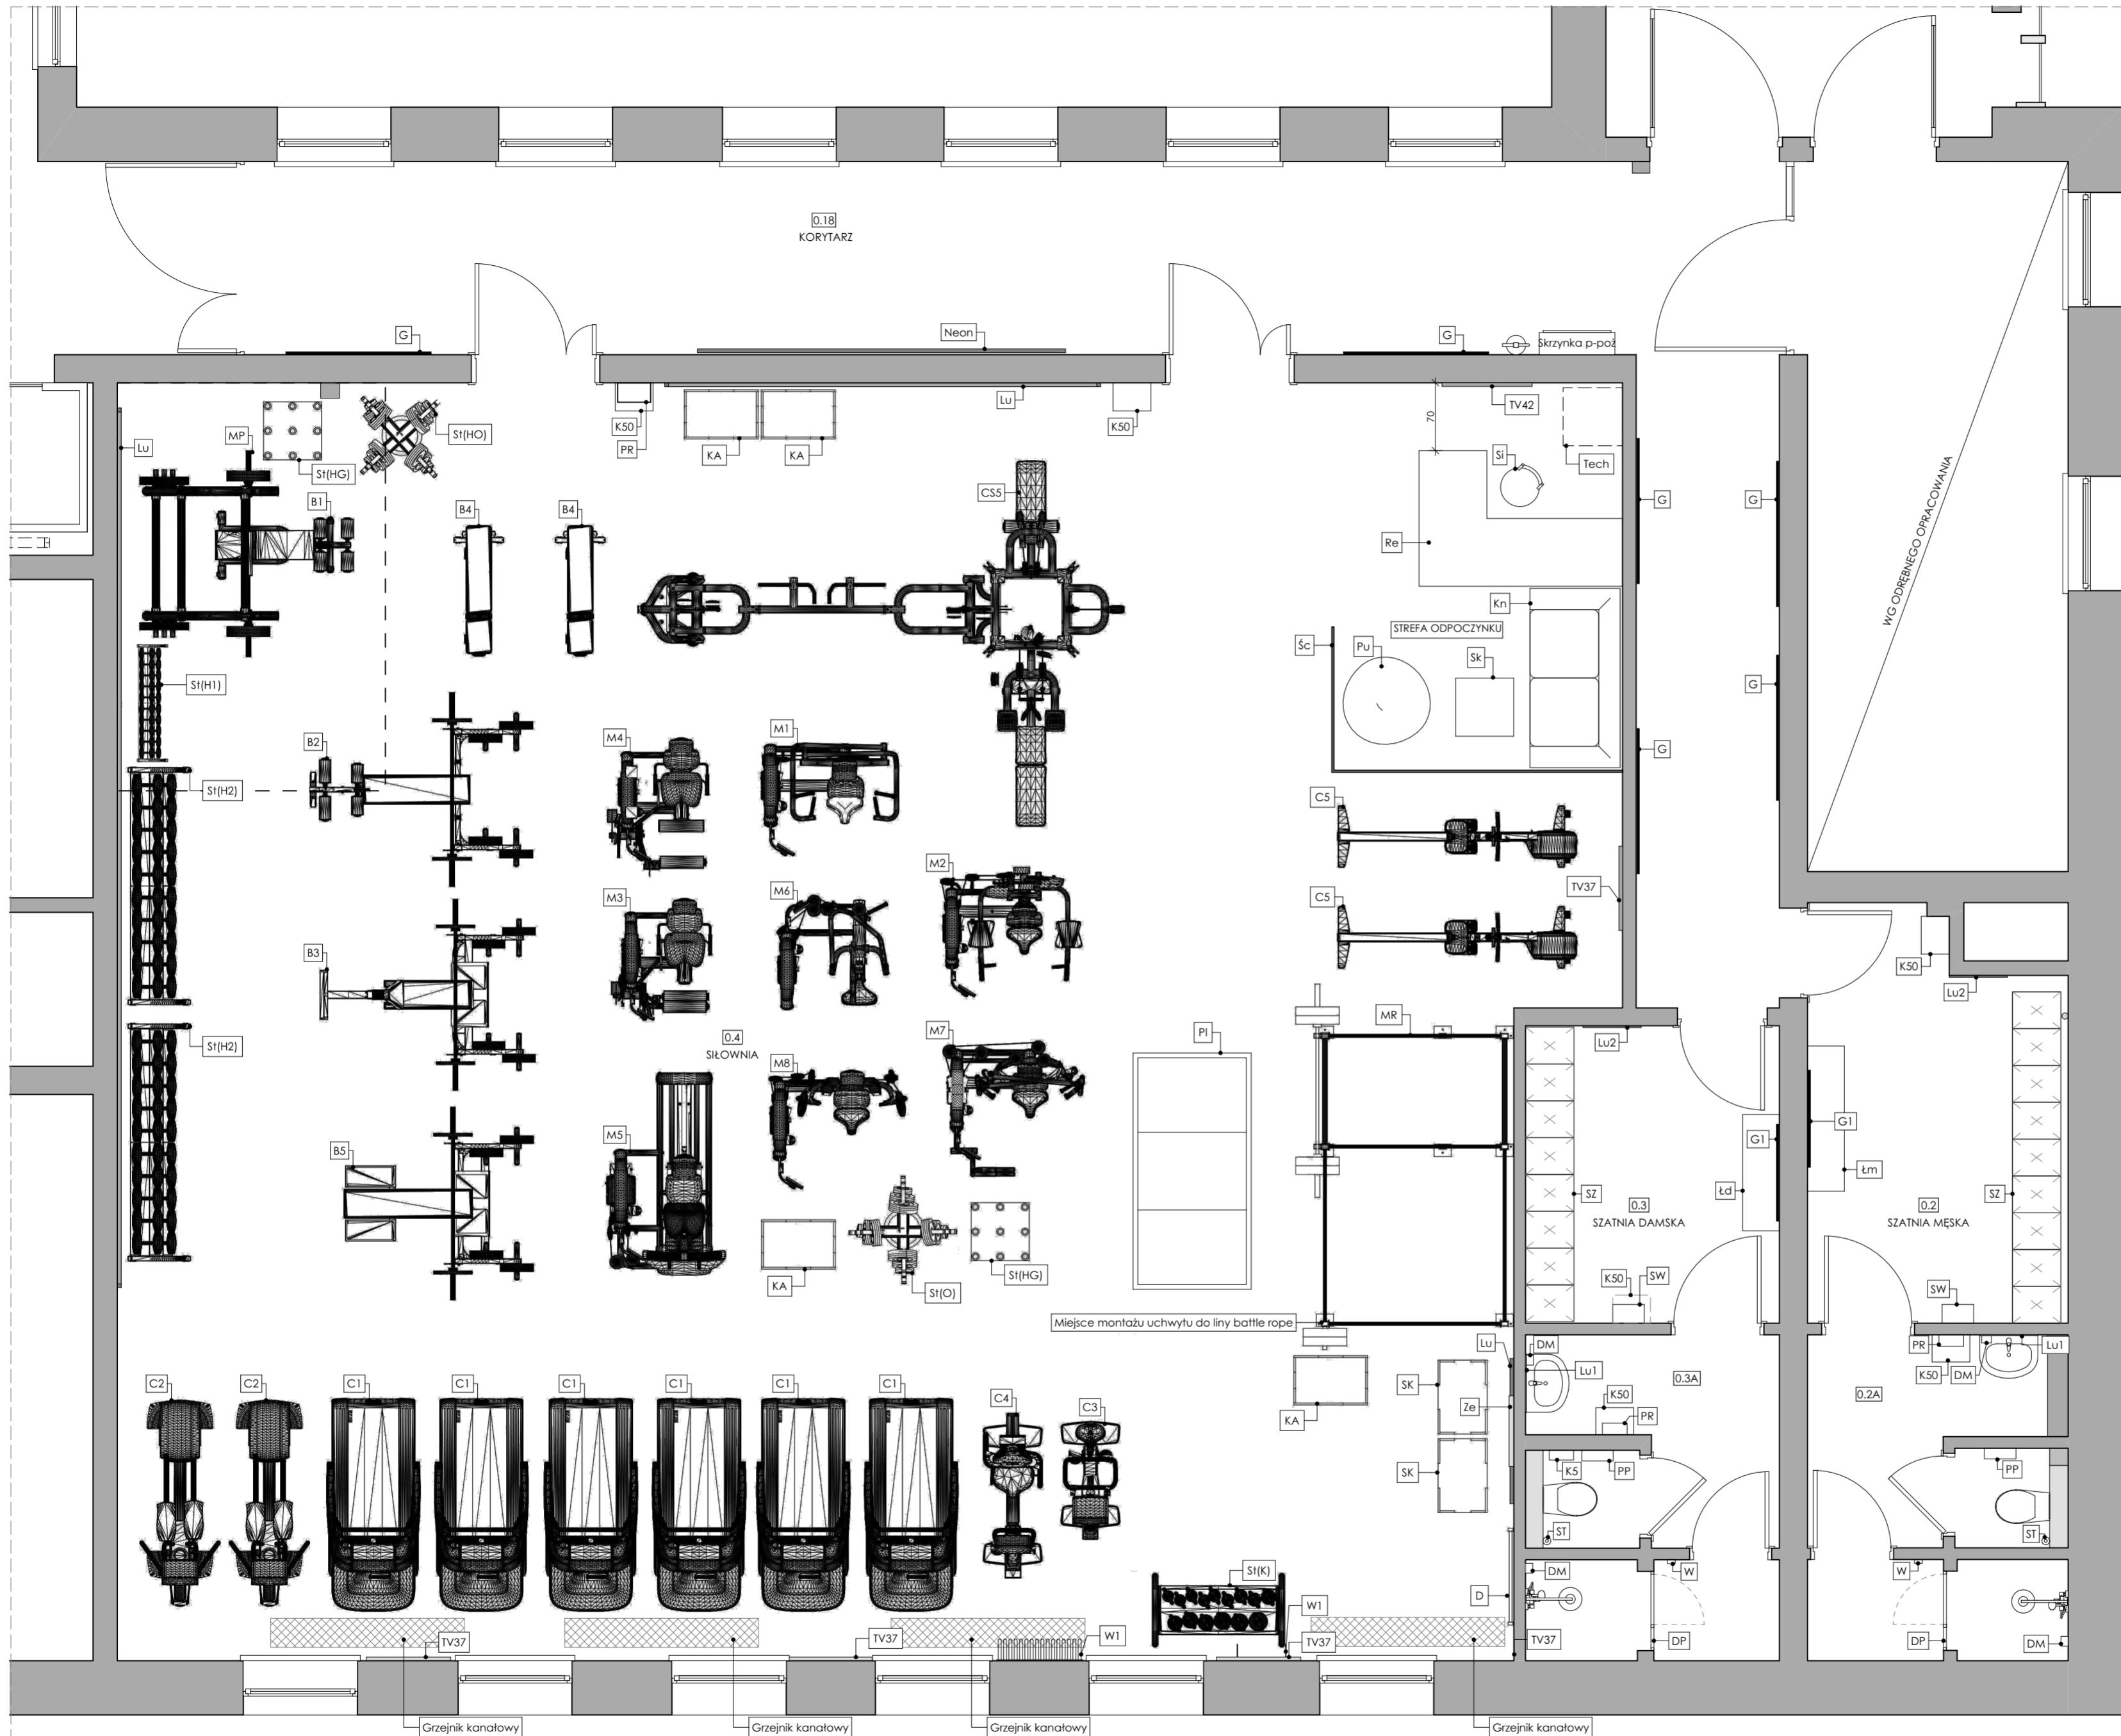 0.18
KORYTARZ
G
Neon
G
Skrzynka p-poż
Lu
MP
St(HG)
St(HO)
K50
PR
KA
KA
Lu
K50
70
TV42
Si
Tech
B1
B4
B4
CS5
G
G
Re
WG ODRĘBNEGO OPRACOWANIA
Kn
STREFA ODPOCZYNKU
Śc
Pu
Sk
St(H1)
G
B2
M4
M1
G
St(H2)
C5
M2
TV37
M3
M6
C5
B3
K50
Lu2
MR
Pl
M7
Lu2
St(H2)
0.4
SIŁOWNIA
M8
G1
G1
M5
B5
Łm
Łd
SZ
0.3
SZATNIA DAMSKA
0.2
SZATNIA MĘSKA
SZ
KA
St(O)
St(HG)
K50
SW
SW
Miejsce montażu uchwytu do liny battle rope
Lu
DM
Lu1
PR
K50
DM
Lu1
C2
C2
C1
C1
C1
C1
C1
C1
C4
C3
SK
Ze
KA
0.3A
0.2A
K50
PR
SK
K5
PP
PP
ST
ST
St(K)
DM
W
W
D
W1
W1
TV37
TV37
TV37
TV37
DP
DP
DM
Grzejnik kanałowy
Grzejnik kanałowy
Grzejnik kanałowy
Grzejnik kanałowy